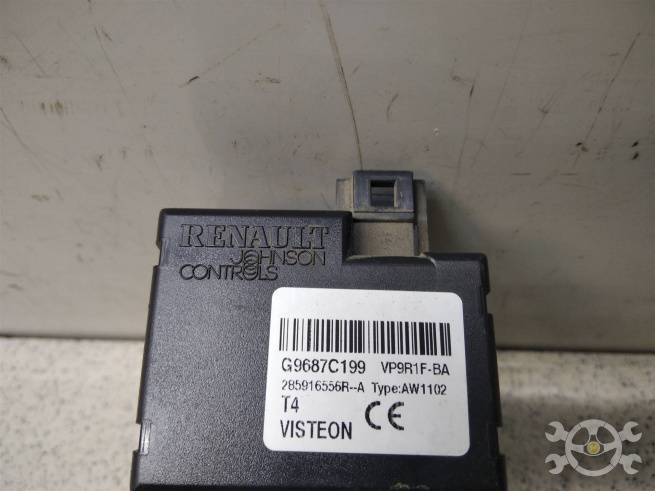 RENAULT
JOHNSON
CONTROLS
G9687C199 VP9R1F-BA
285916556R--A Type:AW1102
T4 CE
VISTEON